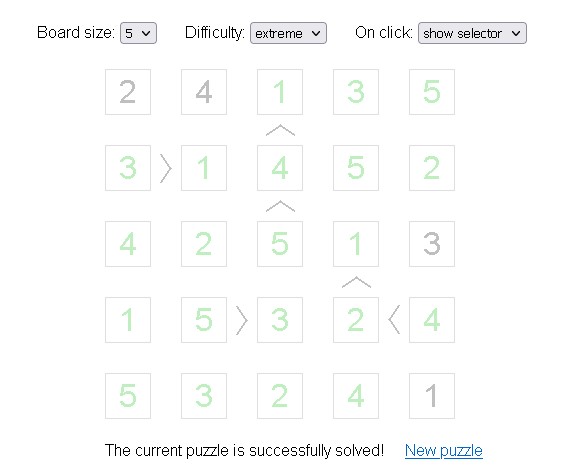 Board size: 5 Difficulty: extreme On click: show selector
2 4 1 3 5
3 > 1 4 5 2
4 2 5 1 3
1 5 > 3 2 < 4
5 3 2 4 1
The current puzzle is successfully solved! New puzzle